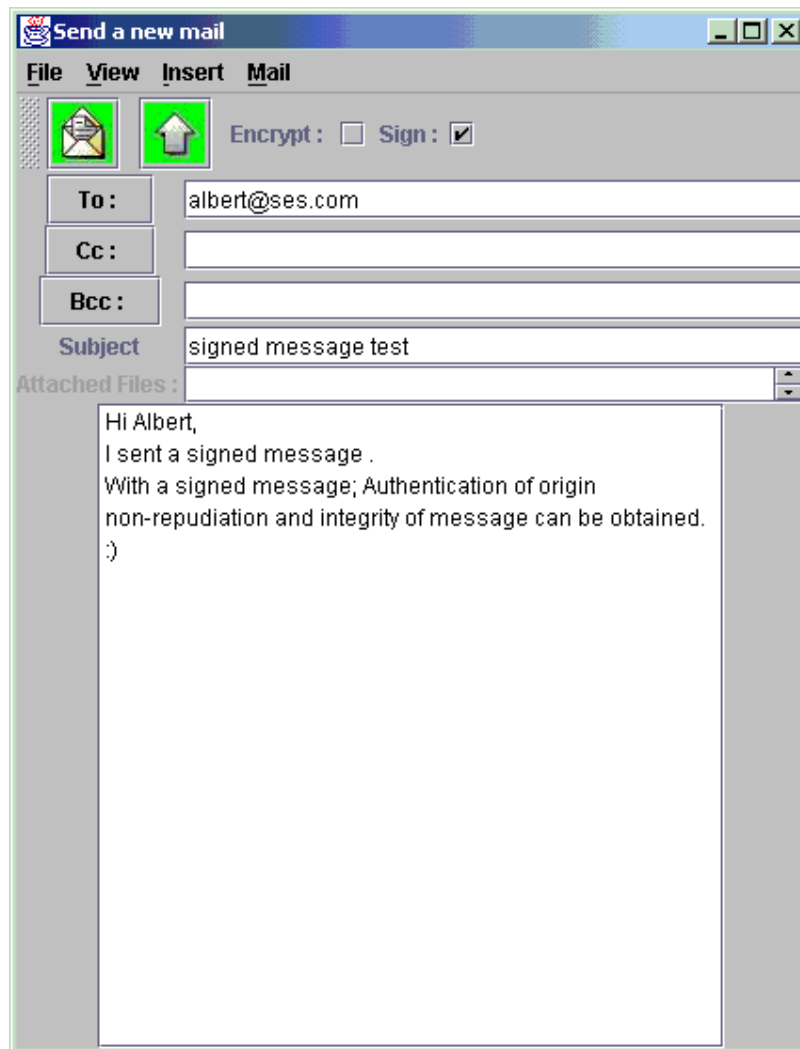 Send a new mail
File View Insert Mail
Encrypt : Sign :
To : albert@ses.com
Cc :
Bcc :
Subject signed message test
Attached Files :
Hi Albert,
I sent a signed message .
With a signed message; Authentication of origin
non-repudiation and integrity of message can be obtained.
:)